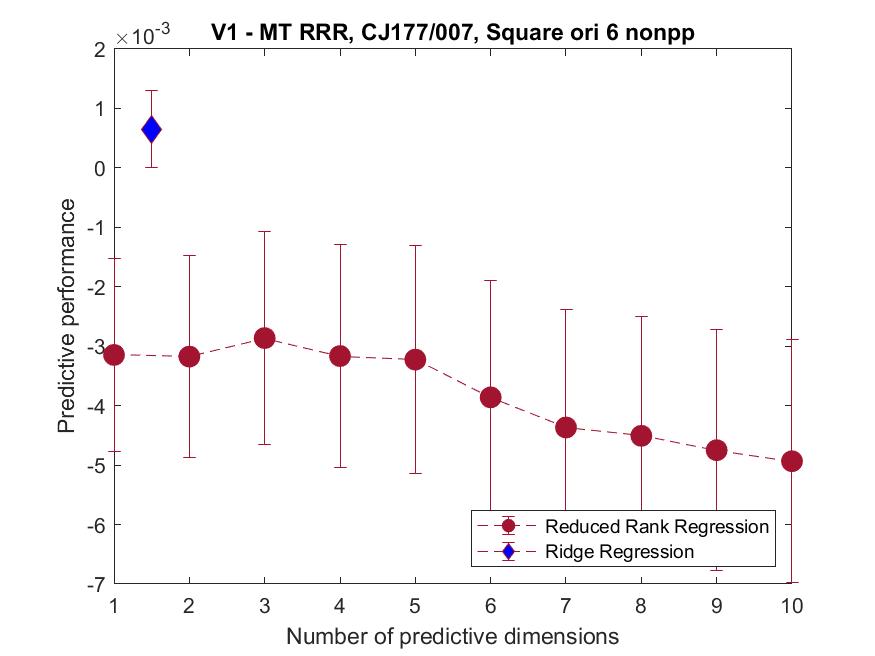 ×10-3
V1 - MT RRR, CJ177/007, Square ori 6 nonpp
2
1
0
-1
-2
-3
-4
-5
-6
-7
Predictive performance
Reduced Rank Regression
Ridge Regression
1 2 3 4 5 6 7 8 9 10
Number of predictive dimensions